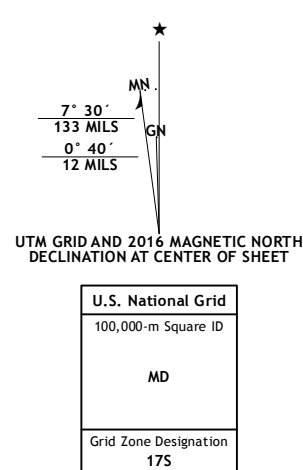 ★
MN
7° 30´
133 MILS
GN
0° 40´
12 MILS
UTM GRID AND 2016 MAGNETIC NORTH
DECLINATION AT CENTER OF SHEET
U.S. National Grid
100,000-m Square ID
MD
Grid Zone Designation
17S